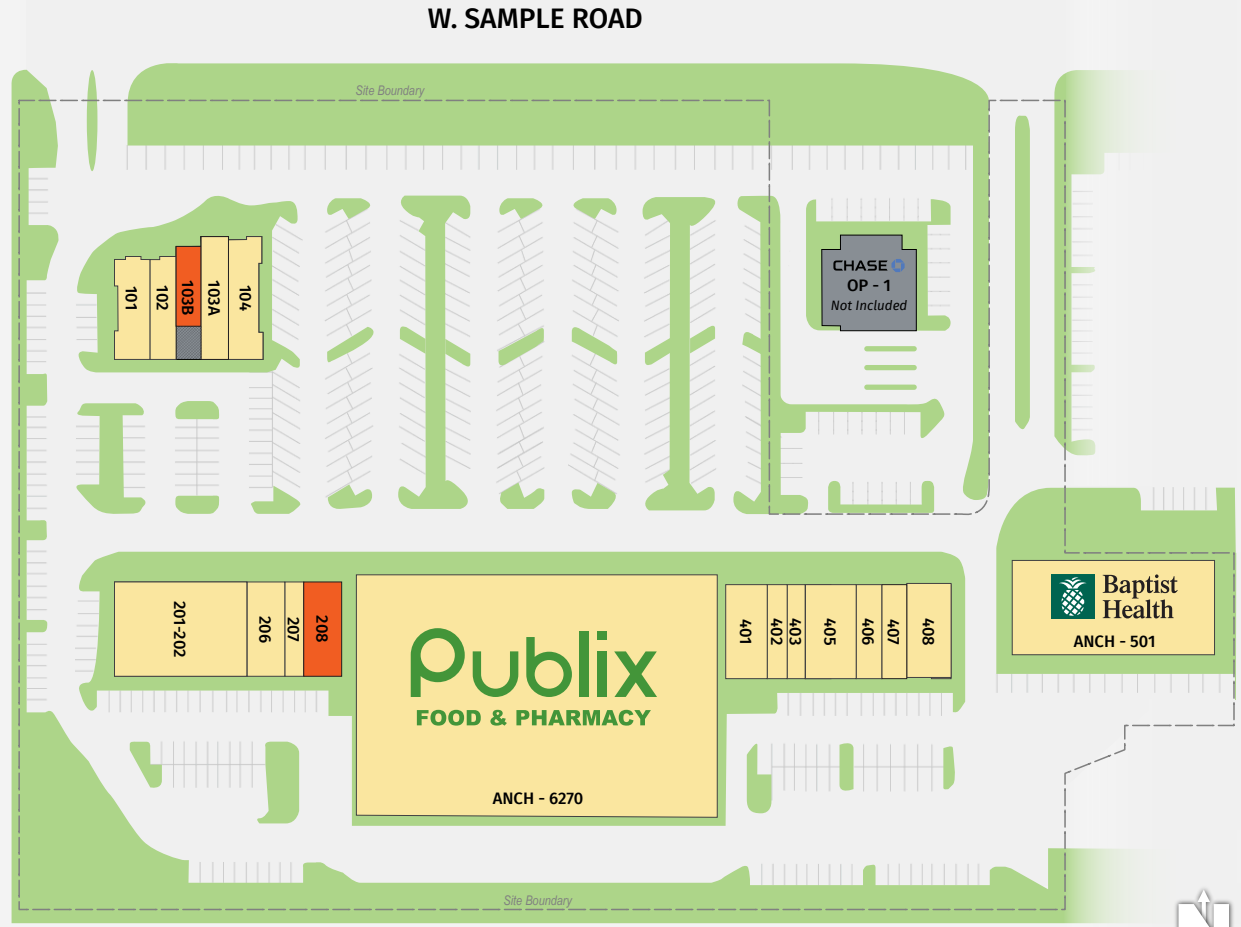 W. SAMPLE ROAD
Site Boundary
101
102
103B
103A
104
CHASE
OP - 1
Not Included
201-202
206
207
208
Publix
FOOD & PHARMACY
ANCH - 6270
401
402
403
405
406
407
408
Baptist
Health
ANCH - 501
Site Boundary
N